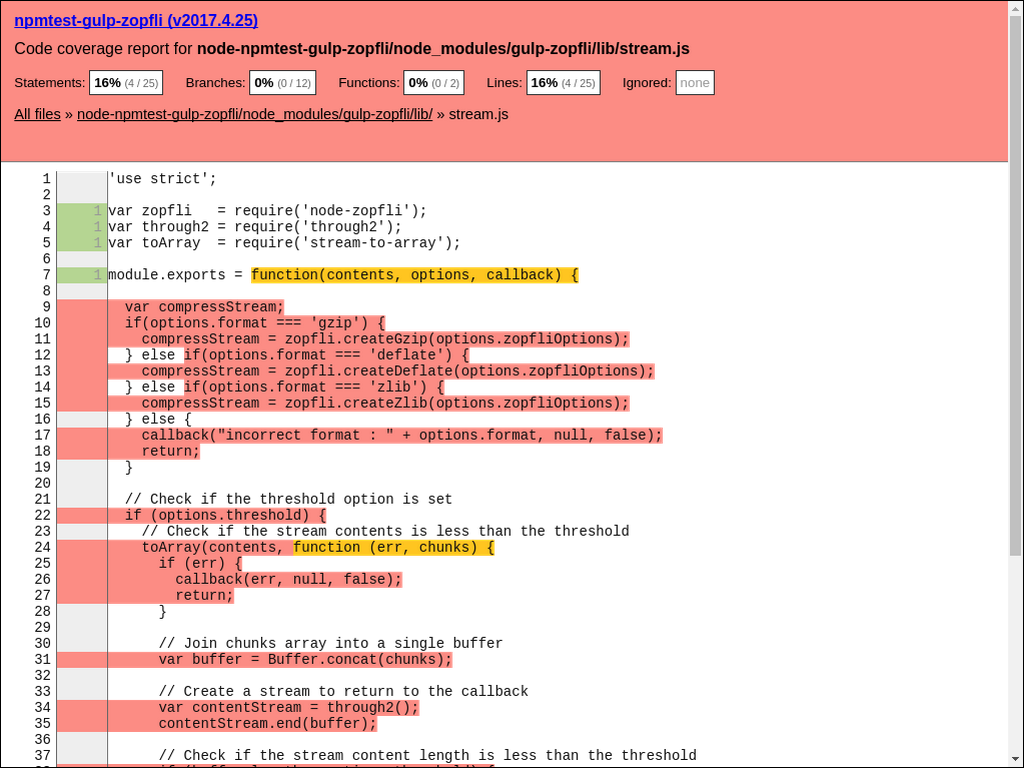 npmtest-gulp-zopfli (v2017.4.25)
Code coverage report for node-npmtest-gulp-zopfli/node_modules/gulp-zopfli/lib/stream.js
Statements: 16% (4 / 25) Branches: 0% (0 / 12) Functions: 0% (0 / 2) Lines: 16% (4 / 25) Ignored: none
All files » node-npmtest-gulp-zopfli/node_modules/gulp-zopfli/lib/ » stream.js
1 'use strict';
2
3 1 var zopfli   = require('node-zopfli');
4 1 var through2 = require('through2');
5 1 var toArray  = require('stream-to-array');
6
7 1 module.exports = function(contents, options, callback) {
8
9   var compressStream;
10   if(options.format === 'gzip') {
11     compressStream = zopfli.createGzip(options.zopfliOptions);
12   } else if(options.format === 'deflate') {
13     compressStream = zopfli.createDeflate(options.zopfliOptions);
14   } else if(options.format === 'zlib') {
15     compressStream = zopfli.createZlib(options.zopfliOptions);
16   } else {
17     callback("incorrect format : " + options.format, null, false);
18     return;
19   }
20
21   // Check if the threshold option is set
22   if (options.threshold) {
23     // Check if the stream contents is less than the threshold
24     toArray(contents, function (err, chunks) {
25       if (err) {
26         callback(err, null, false);
27         return;
28       }
29
30       // Join chunks array into a single buffer
31       var buffer = Buffer.concat(chunks);
32
33       // Create a stream to return to the callback
34       var contentStream = through2();
35       contentStream.end(buffer);
36
37       // Check if the stream content length is less than the threshold